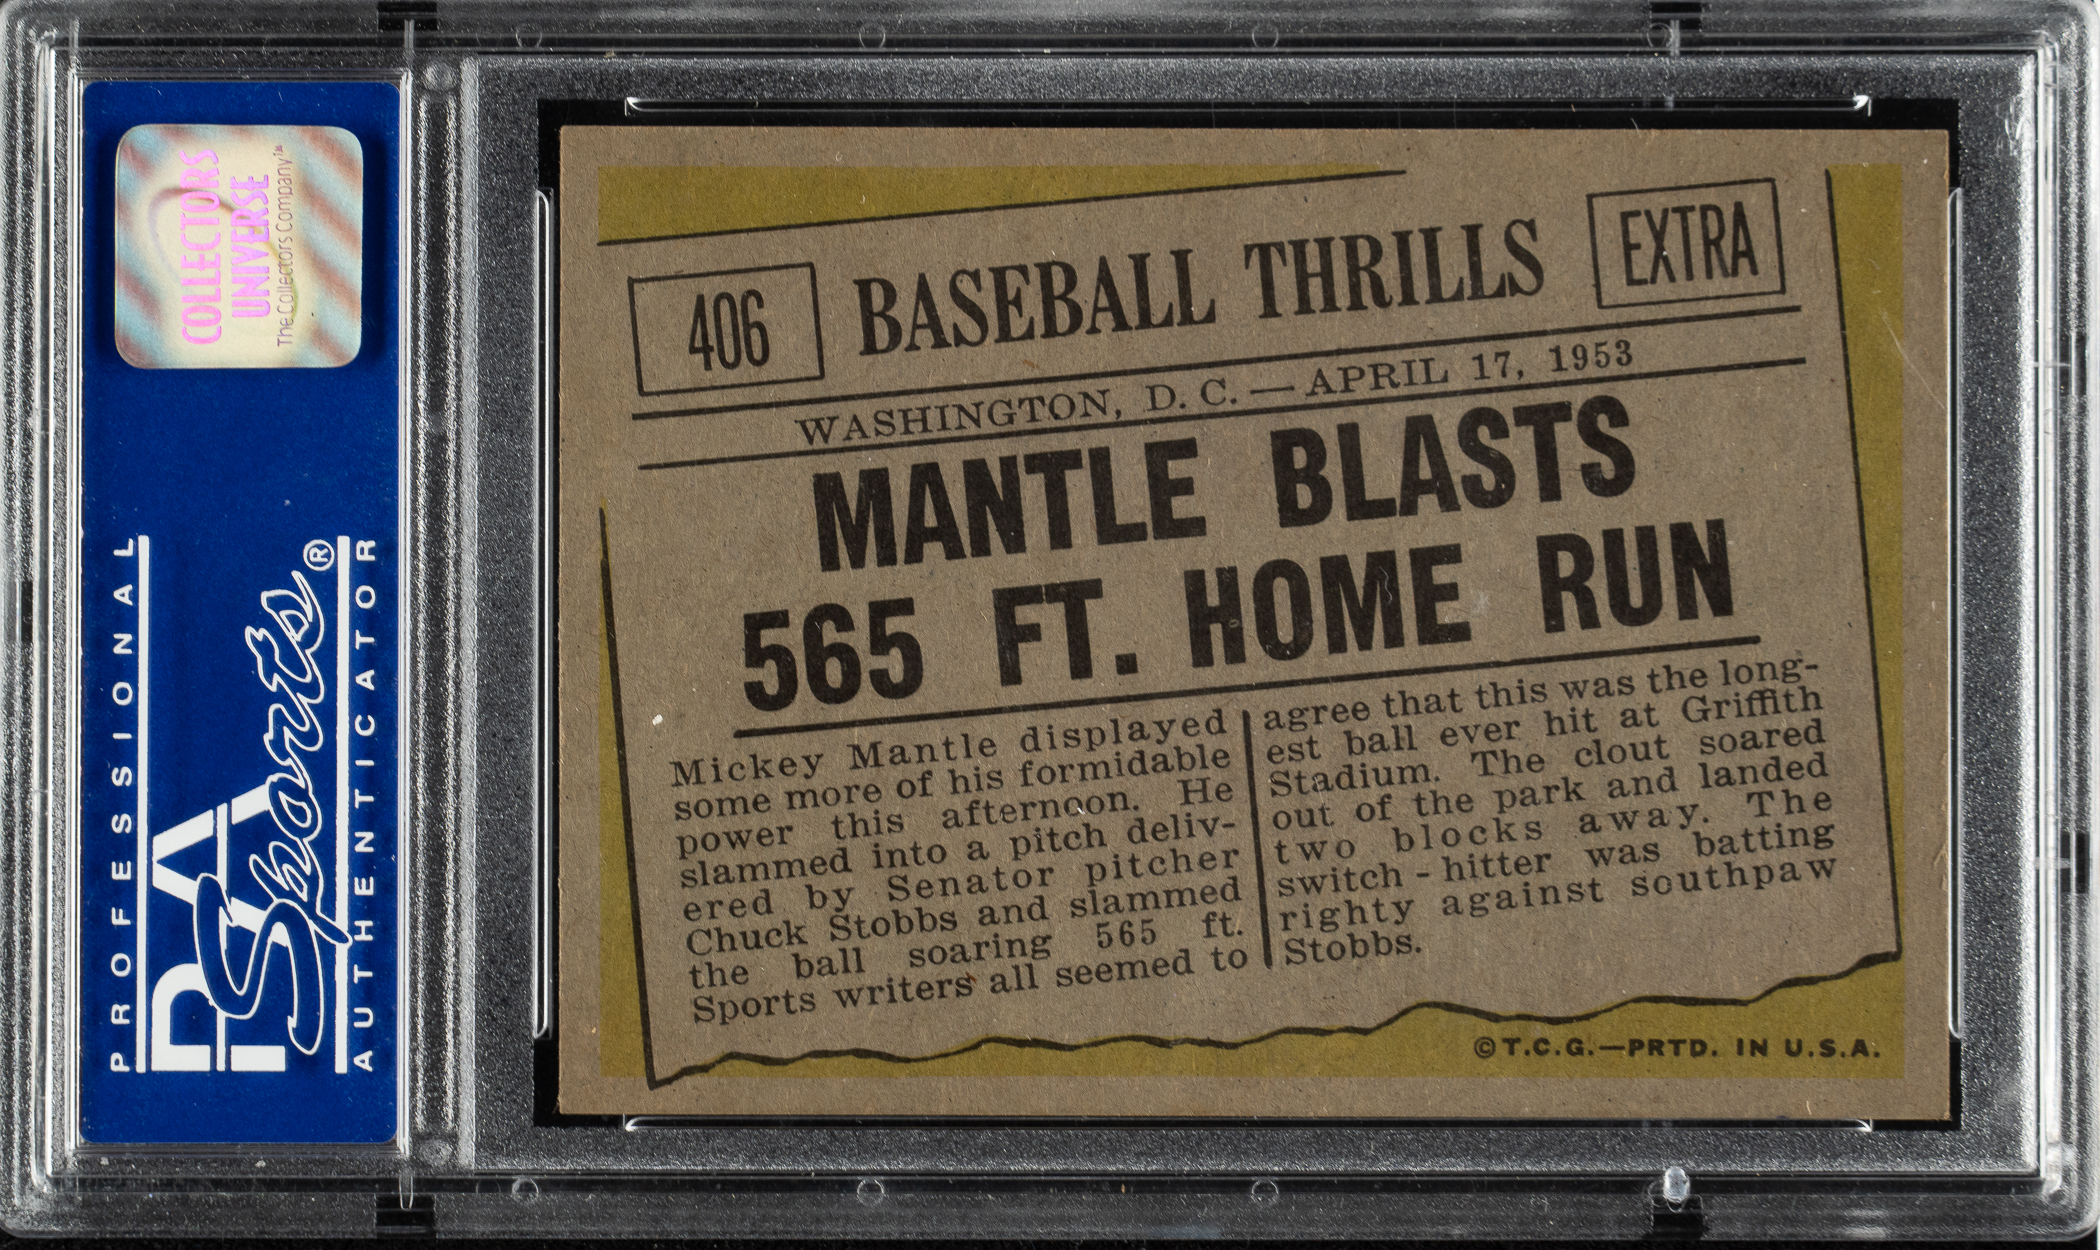 COLLECTORS
UNIVERSE
The Collectors Company™
PROFESSIONAL
PSA
Sports®
AUTHENTICATOR
406
BASEBALL THRILLS
EXTRA
WASHINGTON, D. C. — APRIL 17, 1953
MANTLE BLASTS
565 FT. HOME RUN
Mickey Mantle displayed
some more of his formidable
power this afternoon. He
slammed into a pitch deliv-
ered by Senator pitcher
Chuck Stobbs and slammed
the ball soaring 565 ft.
Sports writers all seemed to
agree that this was the long-
est ball ever hit at Griffith
Stadium. The clout soared
out of the park and landed
two blocks away. The
switch-hitter was batting
righty against southpaw
Stobbs.
©T.C.G.—PRTD. IN U.S.A.